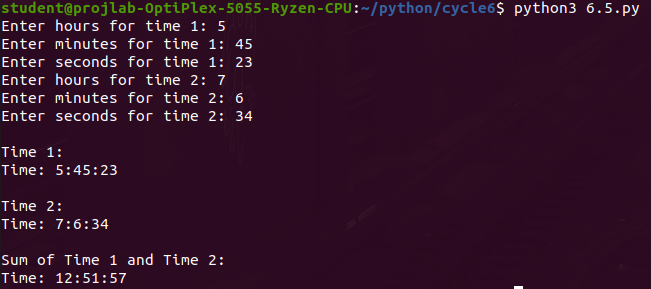 student@projlab-OptiPlex-5055-Ryzen-CPU:~/python/cycle6$ python3 6.5.py
Enter hours for time 1: 5
Enter minutes for time 1: 45
Enter seconds for time 1: 23
Enter hours for time 2: 7
Enter minutes for time 2: 6
Enter seconds for time 2: 34
Time 1:
Time: 5:45:23
Time 2:
Time: 7:6:34
Sum of Time 1 and Time 2:
Time: 12:51:57